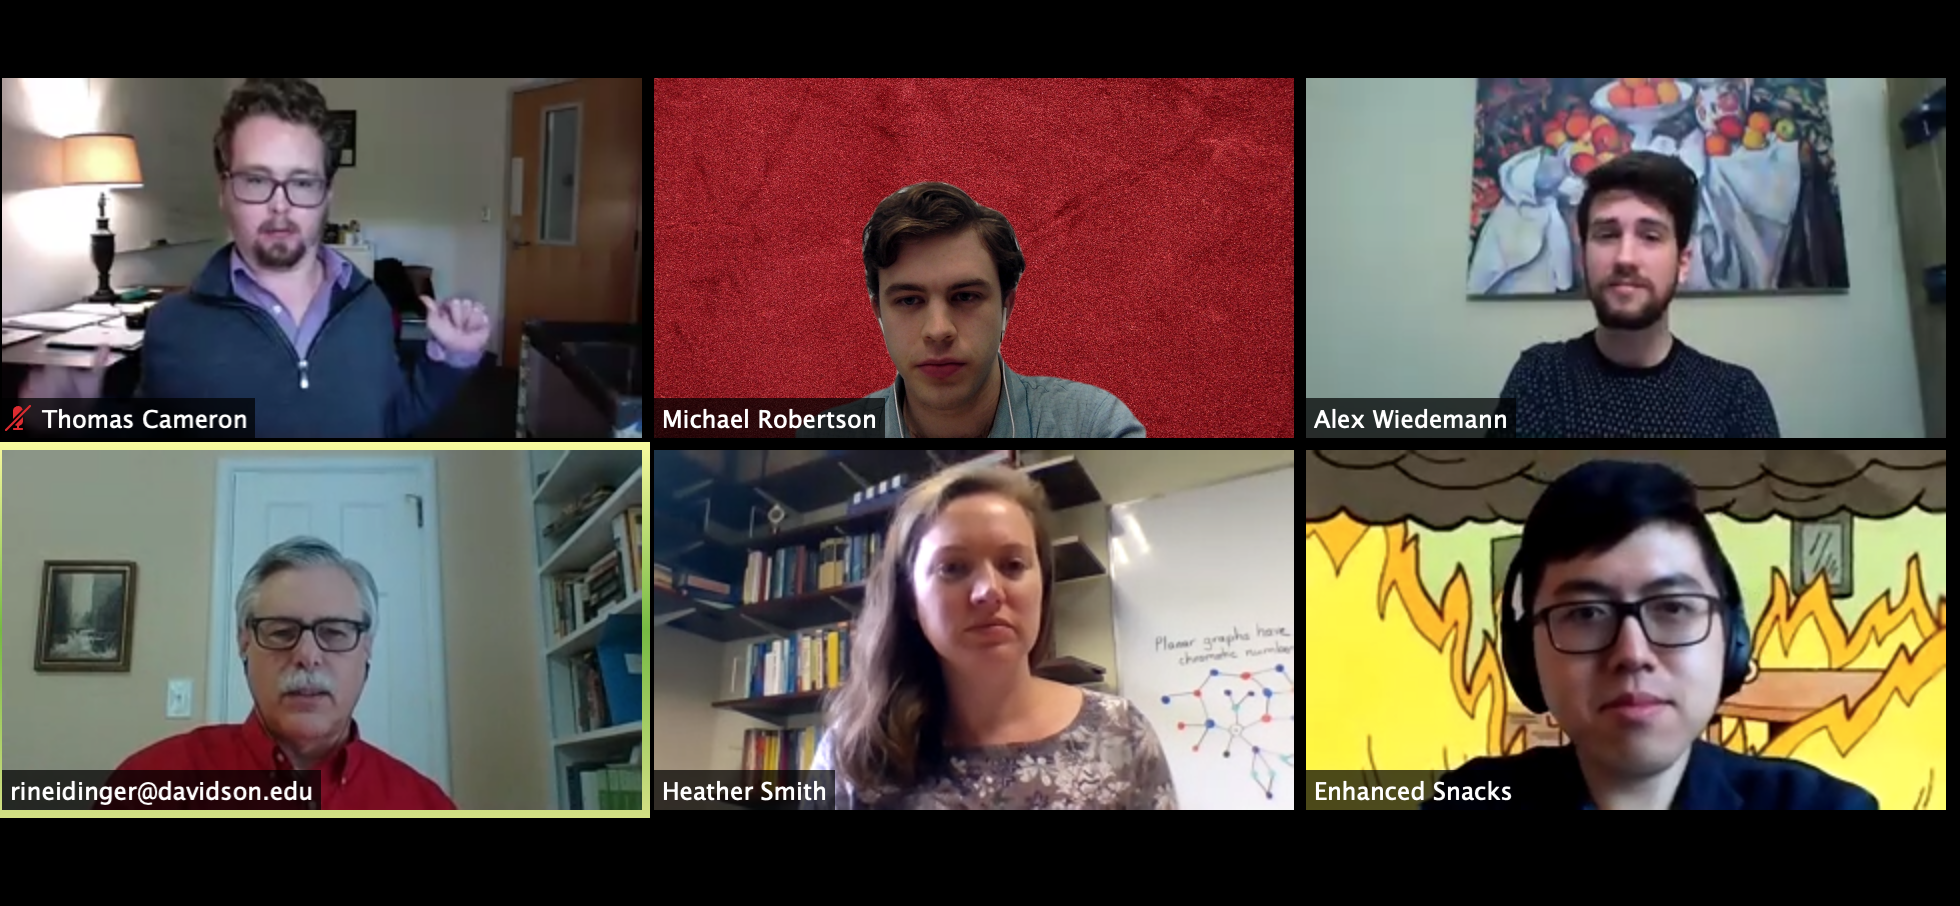 Thomas Cameron
Michael Robertson
Alex Wiedemann
rineidinger@davidson.edu
Heather Smith
Planar graphs have
chromatic number
Enhanced Snacks